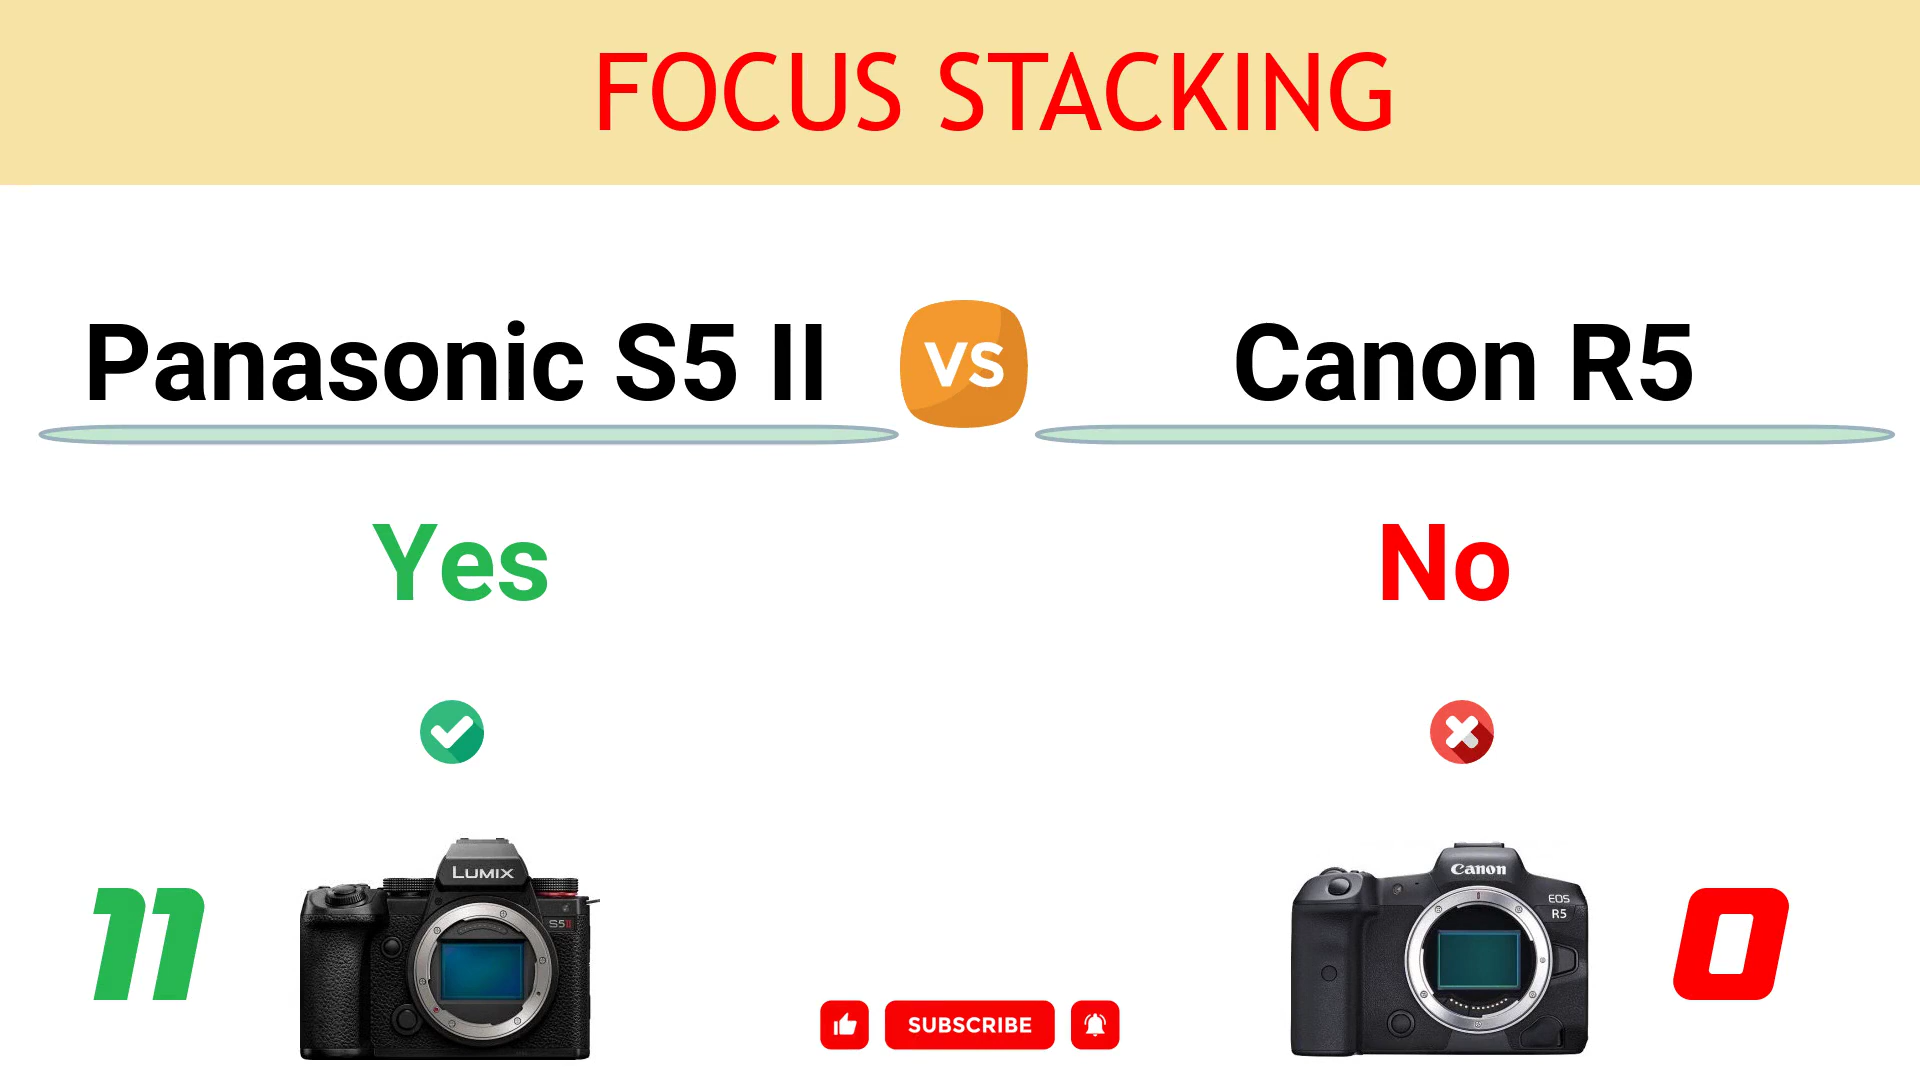 FOCUS STACKING
Panasonic S5 II
VS
Canon R5
Yes
No
LUMIX
S5II
Canon
EOS
R5
11
0
SUBSCRIBE